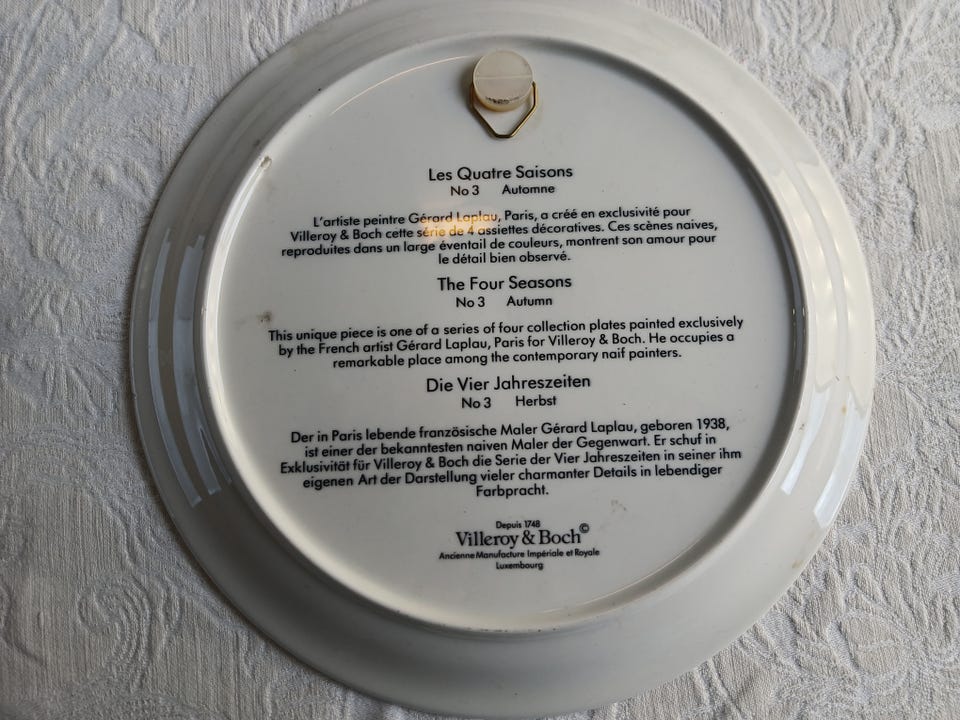 Les Quatre Saisons
No 3 Automne
L'artiste peintre Gérard Laplau, Paris, a créé en exclusivité pour
Villeroy & Boch cette série de 4 assiettes décoratives. Ces scènes naives,
reproduites dans un large éventail de couleurs, montrent son amour pour
le détail bien observé.
The Four Seasons
No 3 Autumn
This unique piece is one of a series of four collection plates painted exclusively
by the French artist Gérard Laplau, Paris for Villeroy & Boch. He occupies a
remarkable place among the contemporary naif painters.
Die Vier Jahreszeiten
No 3 Herbst
Der in Paris lebende französische Maler Gérard Laplau, geboren 1938,
ist einer der bekanntesten naiven Maler der Gegenwart. Er schuf in
Exklusivität für Villeroy & Boch die Serie der Vier Jahreszeiten in seiner ihm
eigenen Art der Darstellung vieler charmanter Details in lebendiger
Farbpracht.
Depuis 1748
Villeroy & Boch©
Ancienne Manufacture Impériale et Royale
Luxembourg